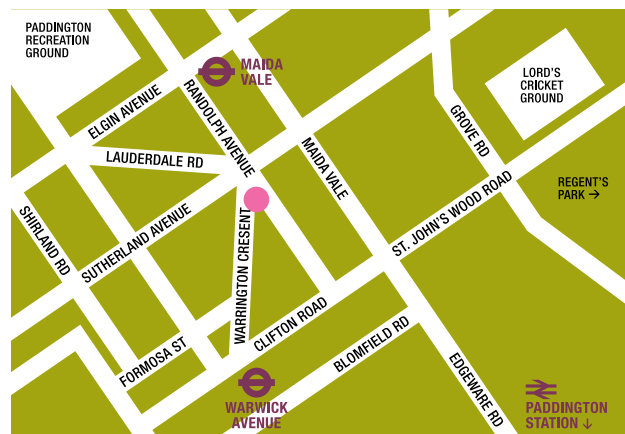 PADDINGTON
RECREATION
GROUND
MAIDA
VALE
LORD'S
CRICKET
GROUND
ELGIN AVENUE
RANDOLPH AVENUE
GROVE RD
LAUDERDALE RD
MAIDA VALE
REGENT'S
PARK →
SHIRLAND RD
SUTHERLAND AVENUE
ST. JOHN'S WOOD ROAD
WARRINGTON CRESENT
CLIFTON ROAD
FORMOSA ST
BLOMFIELD RD
EDGEWARE RD
WARWICK
AVENUE
PADDINGTON
STATION ↓